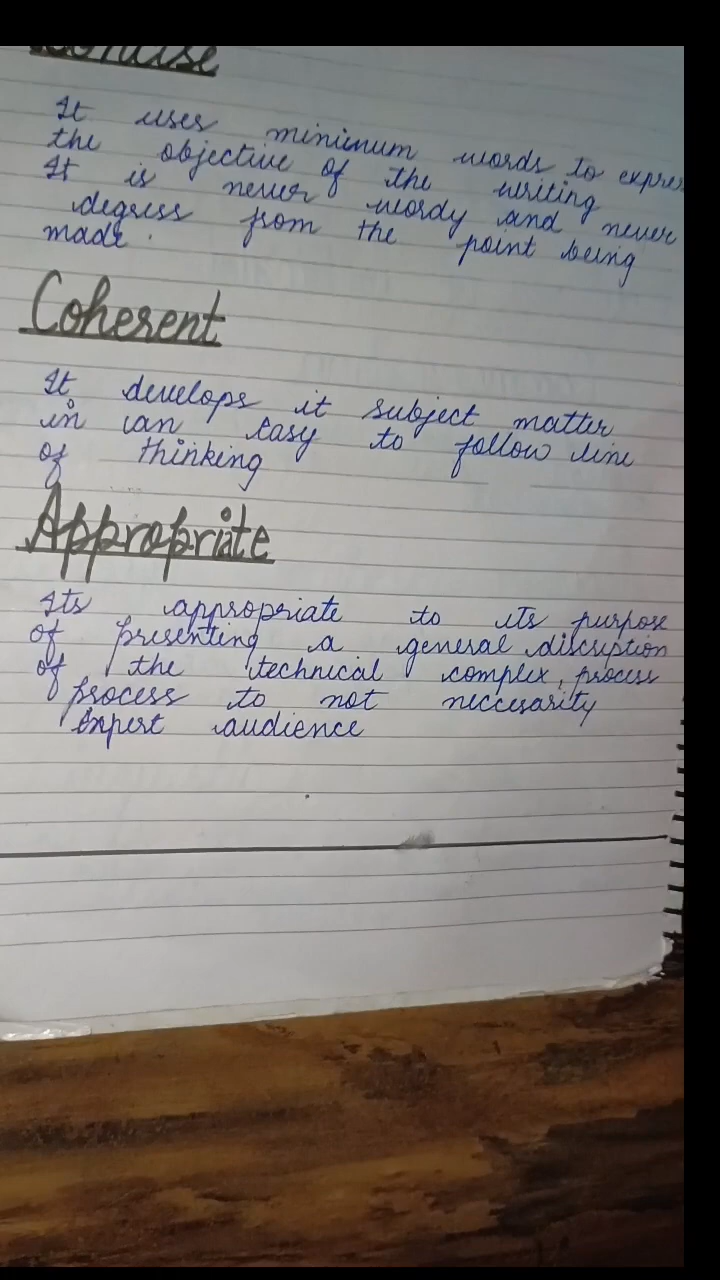 Concise
It uses minimum words to expres
the objective of the writing
It is never wordy and never
degress from the point being
made.
Coherent
It develops it subject matter
in an easy to follow line
of thinking
Appropriate
Its appropriate to its purpose
of presenting a general discription
of the technical complex, process
process to not neccesarity
expert audience